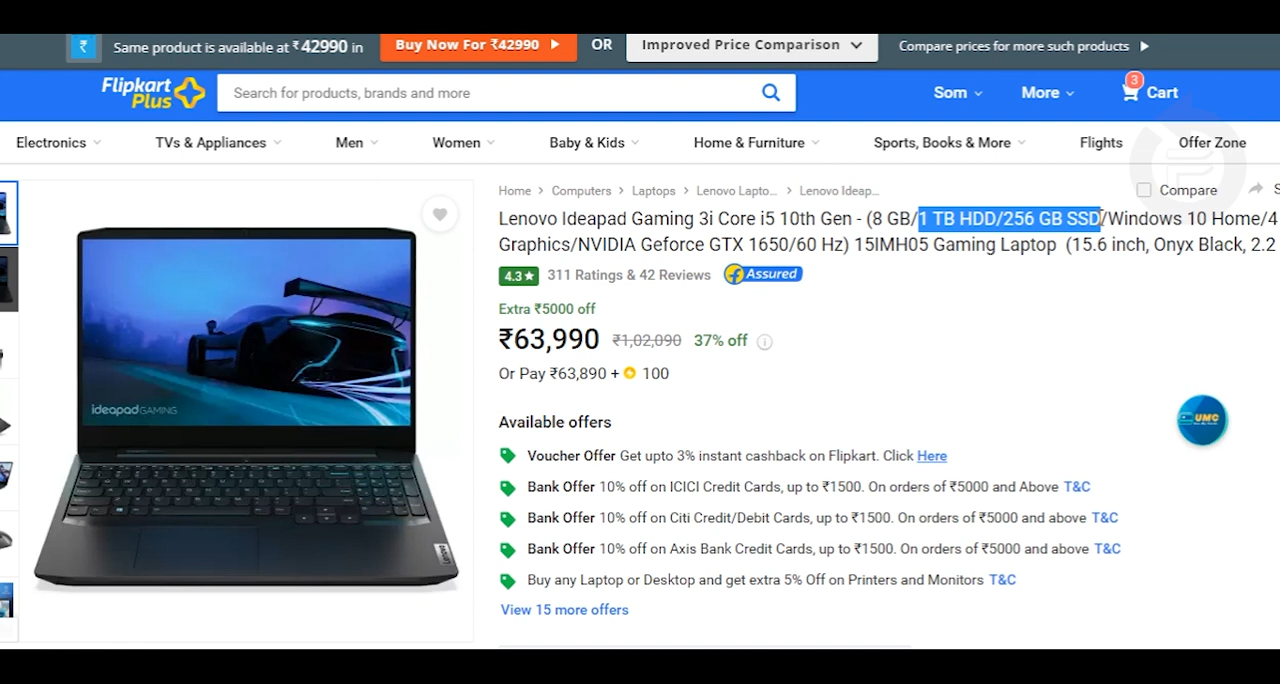 Same product is available at ₹42990 in Buy Now For ₹42990 OR Improved Price Comparison Compare prices for more such products
Flipkart
Plus
Search for products, brands and more
Som More 3 Cart
Electronics TVs & Appliances Men Women Baby & Kids Home & Furniture Sports, Books & More Flights Offer Zone
Home Computers Laptops Lenovo Lapto... Lenovo Ideap... Compare
Lenovo Ideapad Gaming 3i Core i5 10th Gen - (8 GB/1 TB HDD/256 GB SSD/Windows 10 Home/4
Graphics/NVIDIA Geforce GTX 1650/60 Hz) 15IMH05 Gaming Laptop (15.6 inch, Onyx Black, 2.2
4.3 311 Ratings & 42 Reviews Assured
Extra ₹5000 off
₹63,990 ₹1,02,090 37% off
Or Pay ₹63,890 + 100
Available offers
Voucher Offer Get upto 3% instant cashback on Flipkart. Click Here
Bank Offer 10% off on ICICI Credit Cards, up to ₹1500. On orders of ₹5000 and Above T&C
Bank Offer 10% off on Citi Credit/Debit Cards, up to ₹1500. On orders of ₹5000 and above T&C
Bank Offer 10% off on Axis Bank Credit Cards, up to ₹1500. On orders of ₹5000 and above T&C
Buy any Laptop or Desktop and get extra 5% Off on Printers and Monitors T&C
View 15 more offers
ideapad GAMING
Lenovo
UMC